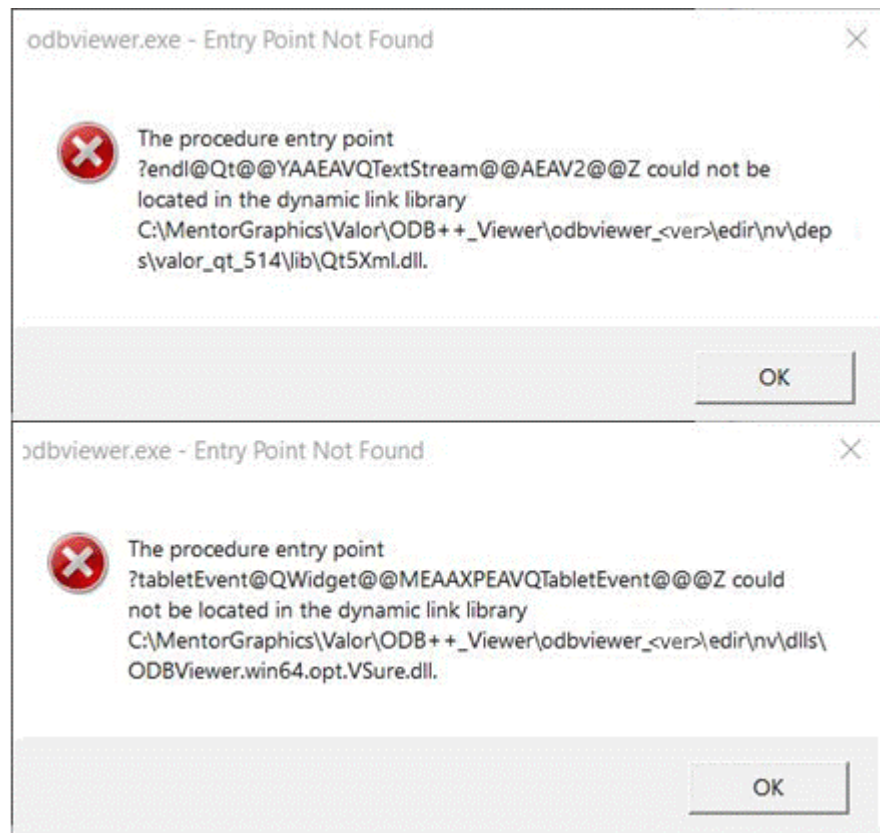 odbviewer.exe - Entry Point Not Found
The procedure entry point
?endl@Qt@@YAAEAVQTextStream@@AEAV2@@Z could not be
located in the dynamic link library
C:\MentorGraphics\Valor\ODB++_Viewer\odbviewer_<ver>\edir\nv\dep
s\valor_qt_514\lib\Qt5Xml.dll.
OK
odbviewer.exe - Entry Point Not Found
The procedure entry point
?tabletEvent@QWidget@@MEAAXPEAVQTabletEvent@@@Z could
not be located in the dynamic link library
C:\MentorGraphics\Valor\ODB++_Viewer\odbviewer_<ver>\edir\nv\dlls\
ODBViewer.win64.opt.VSure.dll.
OK